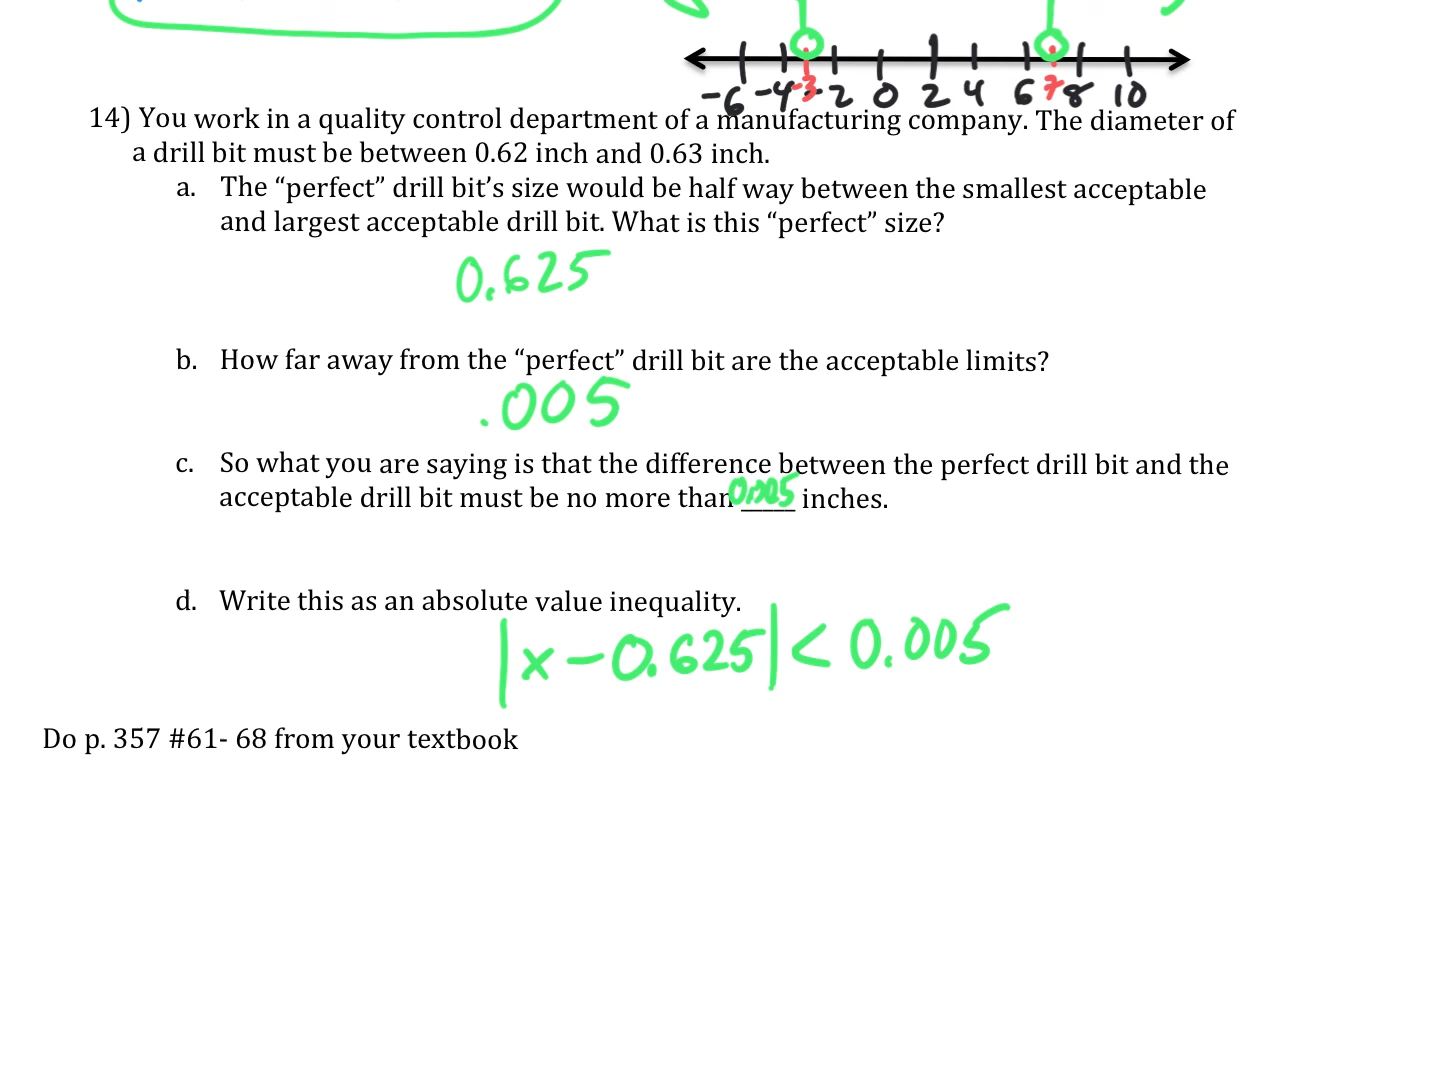 -6 -4 -3 -2 0 2 4 6 7 8 10
14) You work in a quality control department of a manufacturing company. The diameter of
a drill bit must be between 0.62 inch and 0.63 inch.
a. The “perfect” drill bit’s size would be half way between the smallest acceptable
and largest acceptable drill bit. What is this “perfect” size?
0.625
b. How far away from the “perfect” drill bit are the acceptable limits?
.005
c. So what you are saying is that the difference between the perfect drill bit and the
acceptable drill bit must be no more than 0.005 inches.
d. Write this as an absolute value inequality.
|x-0.625|< 0.005
Do p. 357 #61- 68 from your textbook